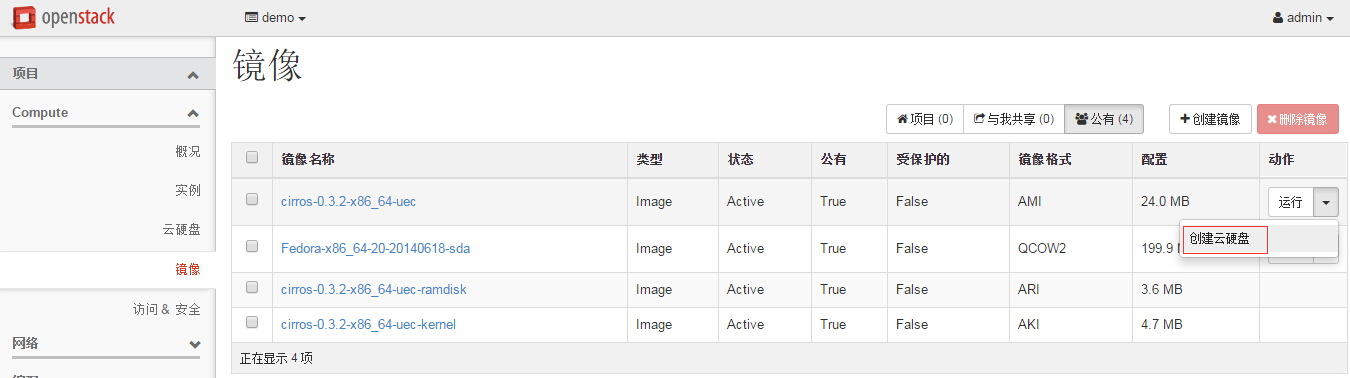 openstack demo admin
项目
Compute
概况
实例
云硬盘
镜像
访问 & 安全
网络
镜像
项目 (0) 与我共享 (0) 公有 (4) 创建镜像 删除镜像
镜像名称 类型 状态 公有 受保护的 镜像格式 配置 动作
cirros-0.3.2-x86_64-uec Image Active True False AMI 24.0 MB 运行
创建云硬盘
Fedora-x86_64-20-20140618-sda Image Active True False QCOW2 199.9
cirros-0.3.2-x86_64-uec-ramdisk Image Active True False ARI 3.6 MB
cirros-0.3.2-x86_64-uec-kernel Image Active True False AKI 4.7 MB
正在显示 4 项